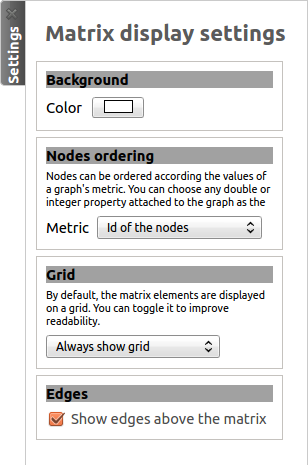 Settings
Matrix display settings
Background
Color
Nodes ordering
Nodes can be ordered according the values of
a graph's metric. You can choose any double or
integer property attached to the graph as the
Metric
Id of the nodes
Grid
By default, the matrix elements are displayed
on a grid. You can toggle it to improve
readability.
Always show grid
Edges
Show edges above the matrix